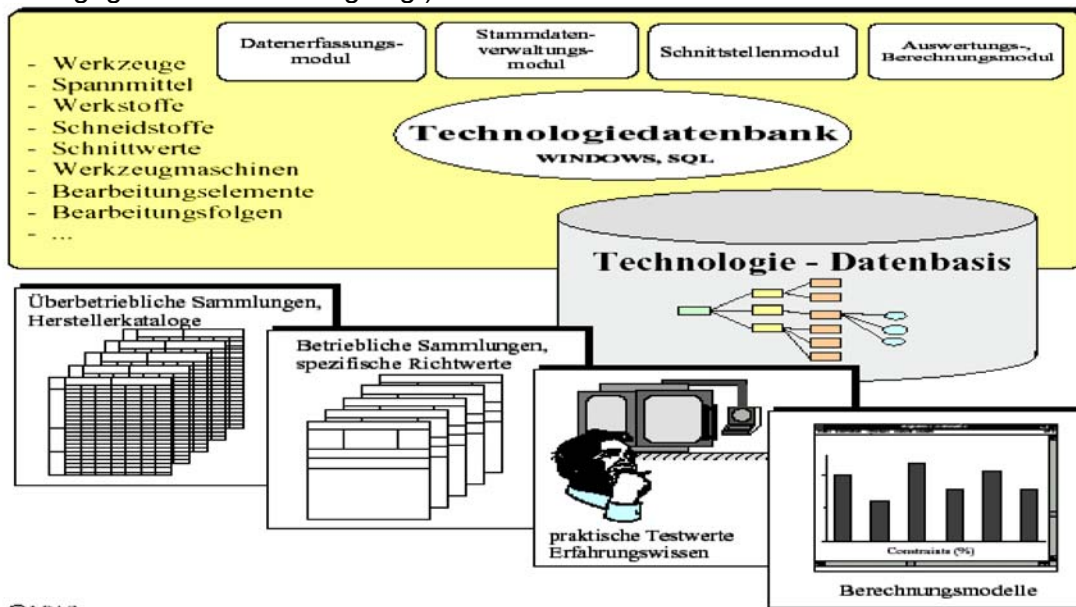 Datenerfassungs-
modul
Stammdaten-
verwaltungs-
modul
Schnittstellenmodul
Auswertungs-,
Berechnungsmodul
- Werkzeuge
- Spannmittel
- Werkstoffe
- Schneidstoffe
- Schnittwerte
- Werkzeugmaschinen
- Bearbeitungselemente
- Bearbeitungsfolgen
- ...
Technologiedatenbank
WINDOWS, SQL
Technologie - Datenbasis
Überbetriebliche Sammlungen,
Herstellerkataloge
Betriebliche Sammlungen,
spezifische Richtwerte
praktische Testwerte
Erfahrungswissen
Constraints (%)
Berechnungsmodelle